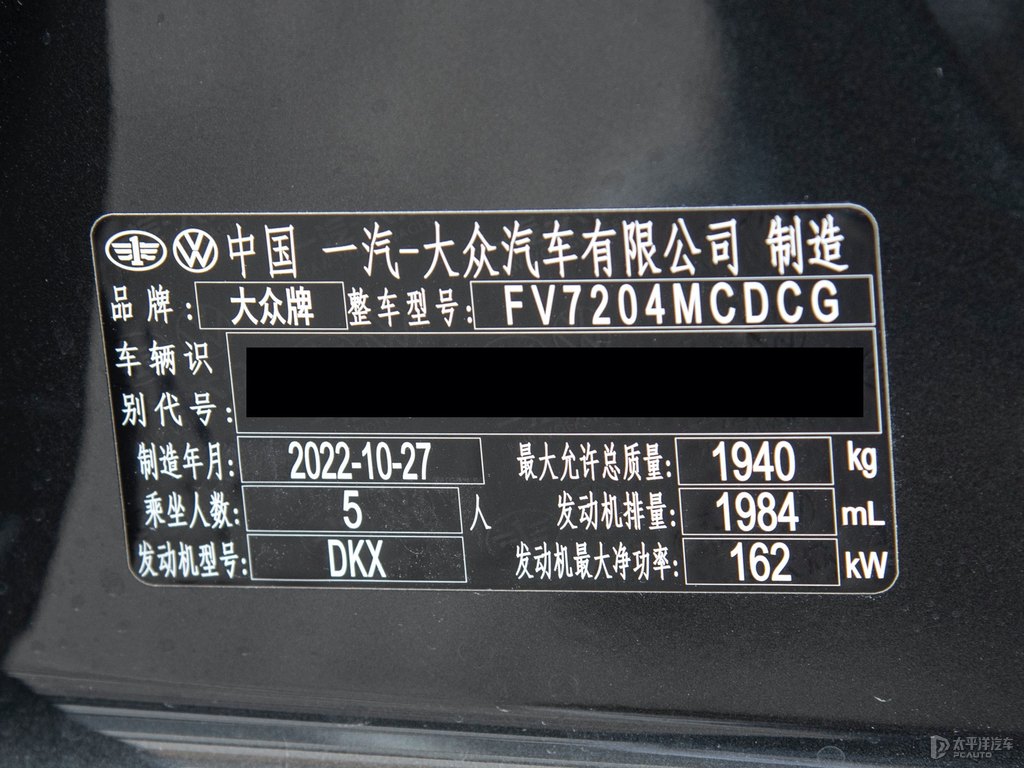 中国 一汽-大众汽车有限公司 制造
品牌: 大众牌 整车型号: FV7204MCDCG
车辆识
别代号:
制造年月: 2022-10-27 最大允许总质量: 1940 kg
乘坐人数: 5 人 发动机排量: 1984 mL
发动机型号: DKX 发动机最大净功率: 162 kW
太平洋汽车
PCAUTO